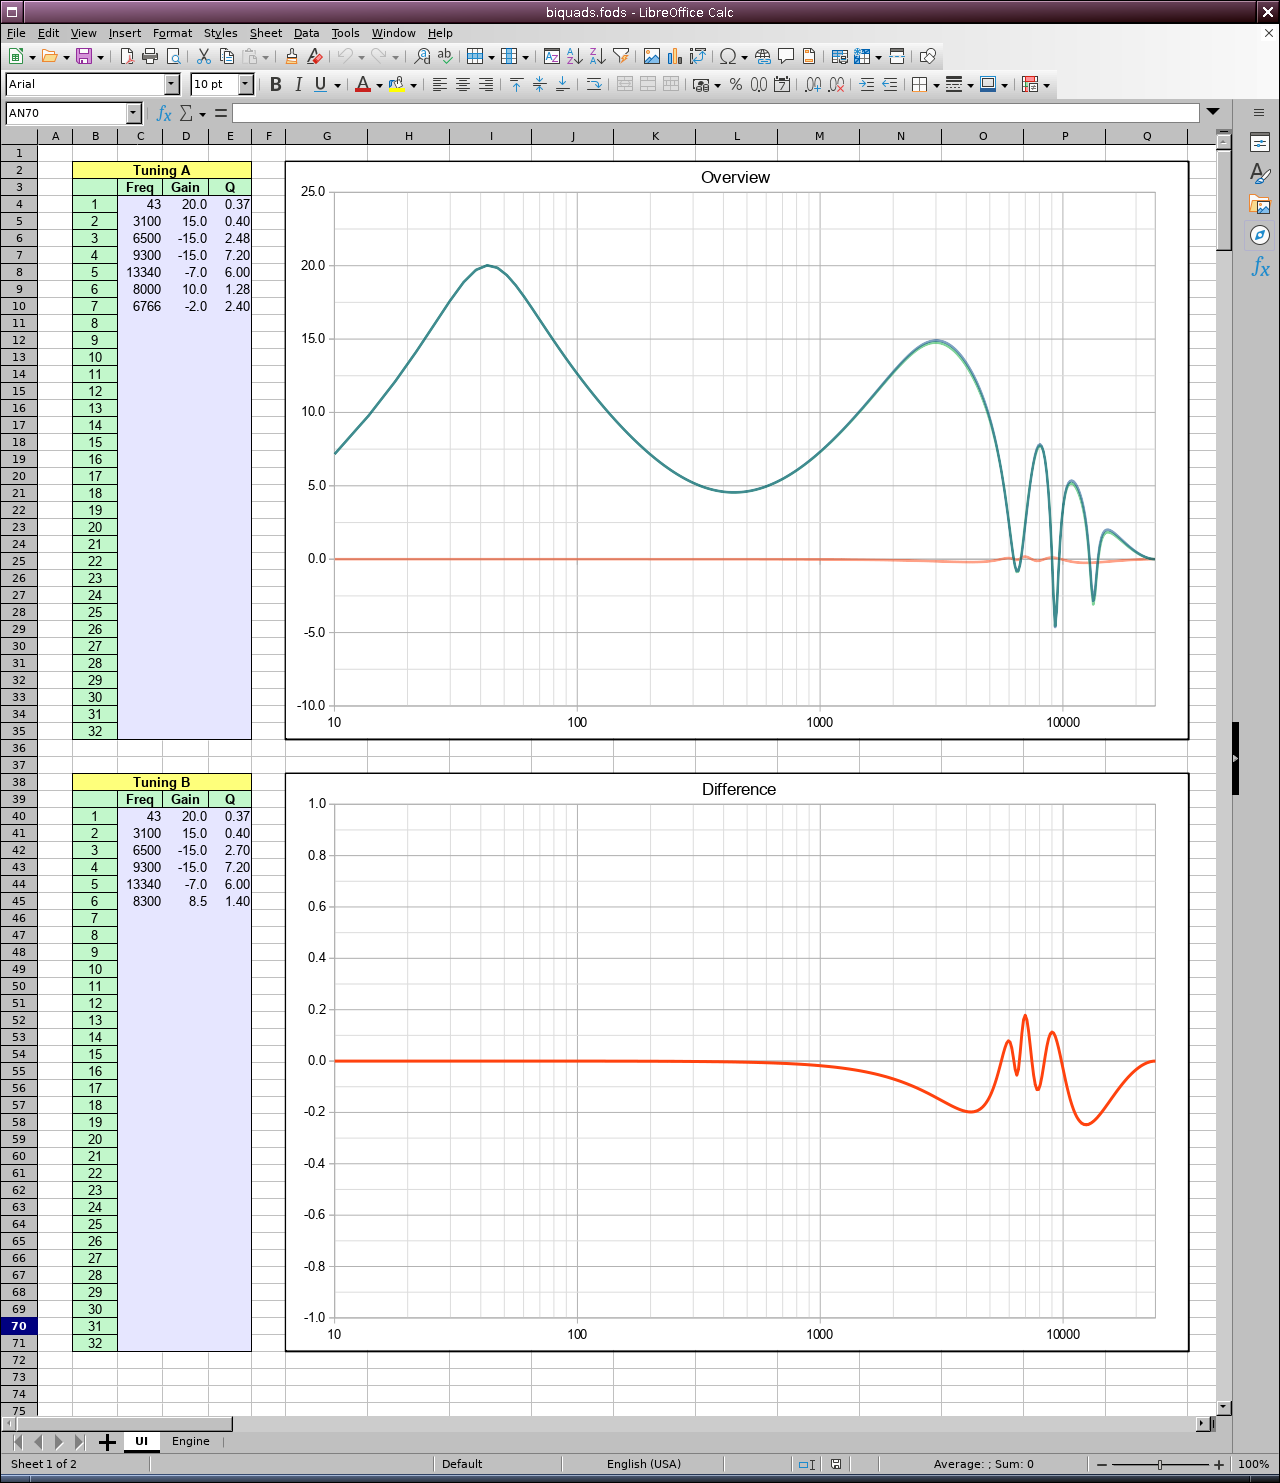 biquads.fods - LibreOffice Calc
File Edit View Insert Format Styles Sheet Data Tools Window Help
Arial 10 pt
AN70
A B C D E F G H I J K L M N O P Q
1
2 Tuning A
3 Freq Gain Q
4 1 43 20.0 0.37
5 2 3100 15.0 0.40
6 3 6500 -15.0 2.48
7 4 9300 -15.0 7.20
8 5 13340 -7.0 6.00
9 6 8000 10.0 1.28
10 7 6766 -2.0 2.40
11 8
12 9
13 10
14 11
15 12
16 13
17 14
18 15
19 16
20 17
21 18
22 19
23 20
24 21
25 22
26 23
27 24
28 25
29 26
30 27
31 28
32 29
33 30
34 31
35 32
Overview
25.0
20.0
15.0
10.0
5.0
0.0
-5.0
-10.0
10 100 1000 10000
36
37
38 Tuning B
39 Freq Gain Q
40 1 43 20.0 0.37
41 2 3100 15.0 0.40
42 3 6500 -15.0 2.70
43 4 9300 -15.0 7.20
44 5 13340 -7.0 6.00
45 6 8300 8.5 1.40
46 7
47 8
48 9
49 10
50 11
51 12
52 13
53 14
54 15
55 16
56 17
57 18
58 19
59 20
60 21
61 22
62 23
63 24
64 25
65 26
66 27
67 28
68 29
69 30
70 31
71 32
Difference
1.0
0.8
0.6
0.4
0.2
0.0
-0.2
-0.4
-0.6
-0.8
-1.0
10 100 1000 10000
72
73
74
75
UI Engine
Sheet 1 of 2 Default English (USA) Average: ; Sum: 0 100%